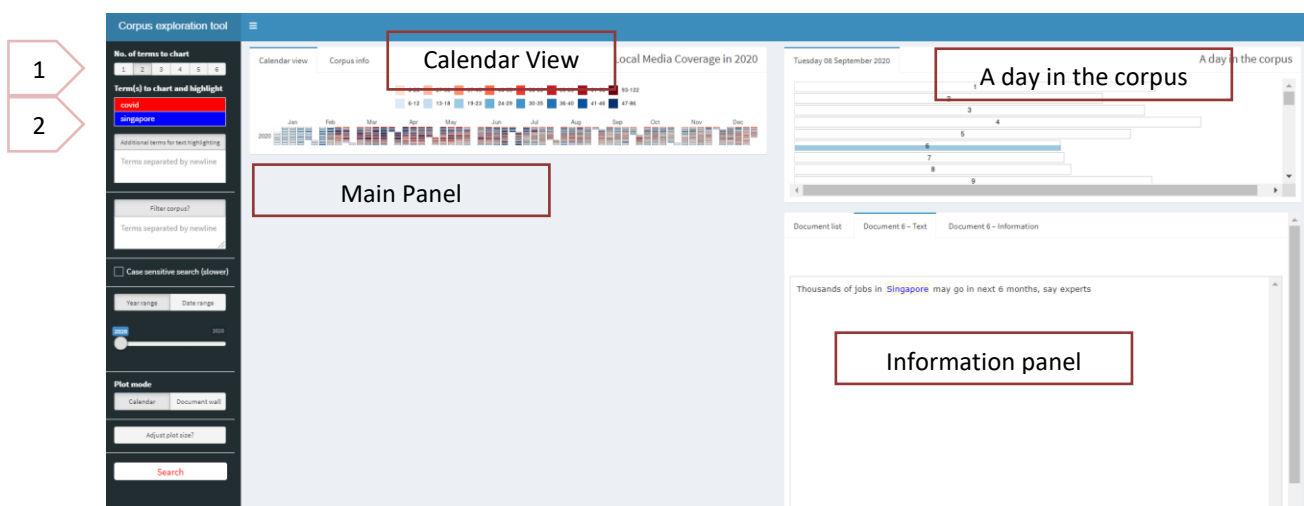 Corpus exploration tool
1
2
No. of terms to chart
1 2 3 4 5 6
Term(s) to chart and highlight
covid
singapore
Additional terms for text highlighting
Terms separated by newline
Filter corpus?
Terms separated by newline
Case sensitive search (slower)
Year range Date range
2020 2020
Plot mode
Calendar Document wall
Adjust plot size?
Search
Calendar view Corpus info
Calendar View
Local Media Coverage in 2020
93-122
6-12 13-18 19-23 24-29 30-35 36-40 41-46 47-86
Jan Feb Mar Apr May Jun Jul Aug Sep Oct Nov Dec
2020
Main Panel
Tuesday 08 September 2020
A day in the corpus
A day in the corpus
1
2
3
4
5
6
7
8
9
Document list Document 6 – Text Document 6 – Information
Thousands of jobs in Singapore may go in next 6 months, say experts
Information panel